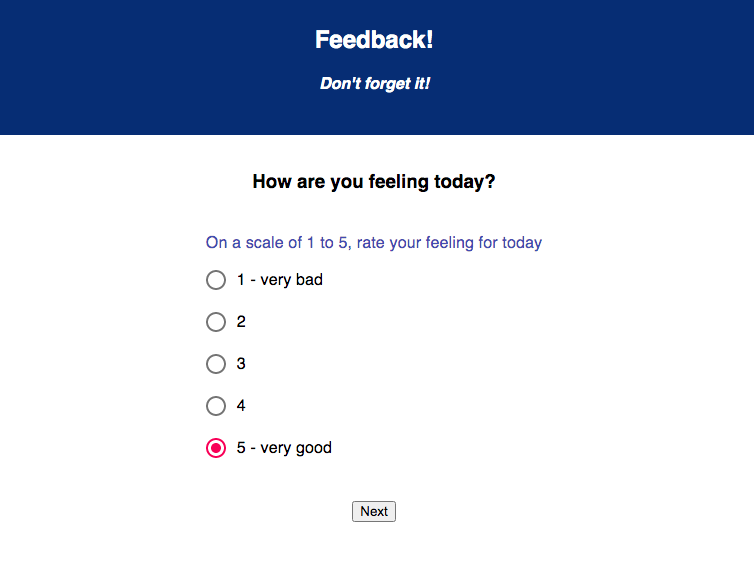 Feedback!
Don't forget it!
How are you feeling today?
On a scale of 1 to 5, rate your feeling for today
1 - very bad
2
3
4
5 - very good
Next